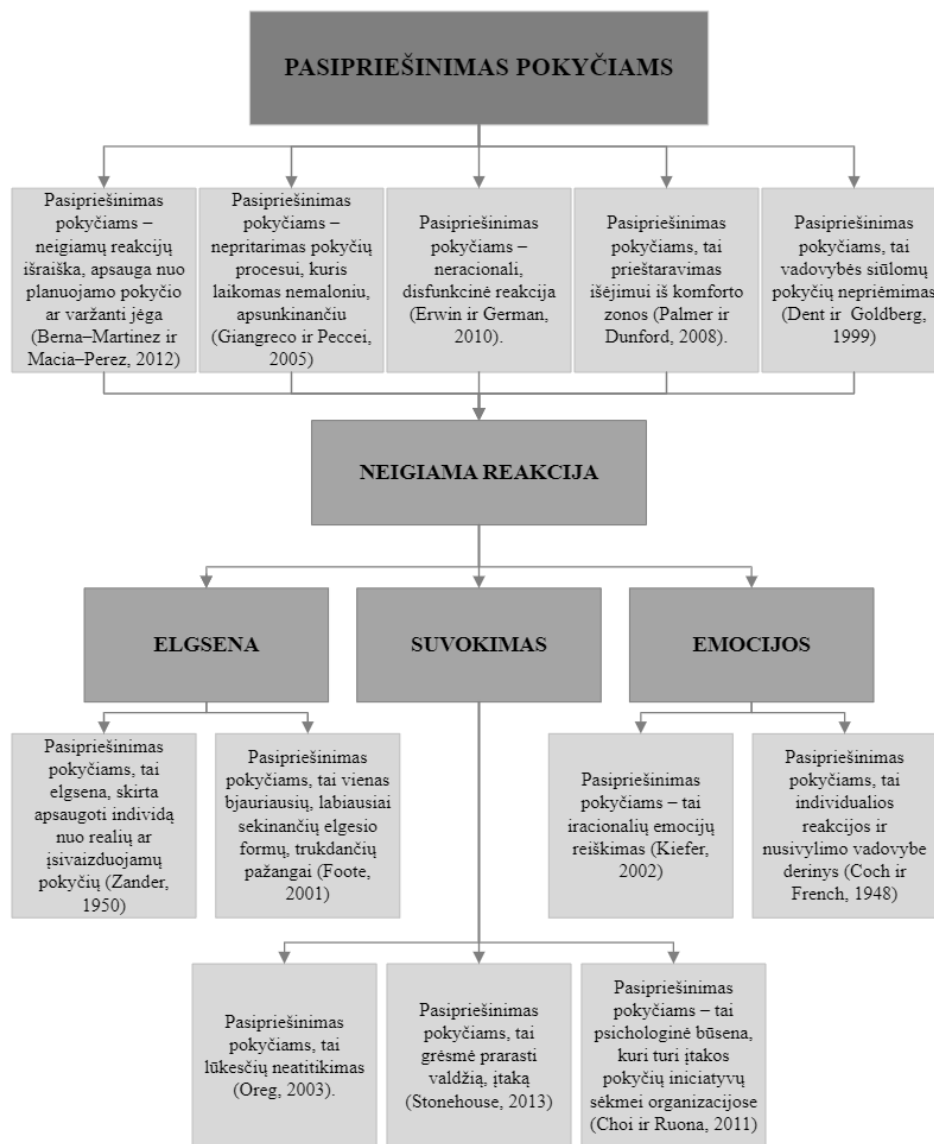 PASIPRIEŠINIMAS POKYČIAMS
Pasipriešinimas
pokyčiams –
neigiamų reakcijų
išraiška, apsauga nuo
planuojamo pokyčio
ar varžanti jėga
(Berna–Martinez ir
Macia–Perez, 2012)
Pasipriešinimas
pokyčiams –
nepritarimas pokyčių
procesui, kuris
laikomas nemaloniu,
apsunkinančiu
(Giangreco ir Peccei,
2005)
Pasipriešinimas
pokyčiams –
neracionali,
disfunkcinė reakcija
(Erwin ir German,
2010).
Pasipriešinimas
pokyčiams, tai
prieštaravimas
išėjimui iš komforto
zonos (Palmer ir
Dunford, 2008).
Pasipriešinimas
pokyčiams, tai
vadovybės siūlomų
pokyčių nepriėmimas
(Dent ir Goldberg,
1999)
NEIGIAMA REAKCIJA
ELGSENA
SUVOKIMAS
EMOCIJOS
Pasipriešinimas
pokyčiams, tai
elgsena, skirta
apsaugoti individą
nuo realių ar
įsivaizduojamų
pokyčių (Zander,
1950)
Pasipriešinimas
pokyčiams, tai vienas
bjauriausių, labiausiai
sekinančių elgesio
formų, trukdančių
pažangai (Foote,
2001)
Pasipriešinimas
pokyčiams – tai
iracionalių emocijų
reiškimas (Kiefer,
2002)
Pasipriešinimas
pokyčiams, tai
individualios
reakcijos ir
nusivylimo vadovybe
derinys (Coch ir
French, 1948)
Pasipriešinimas
pokyčiams, tai
lūkesčių neatitikimas
(Oreg, 2003).
Pasipriešinimas
pokyčiams, tai
grėsmė prarasti
valdžią, įtaką
(Stonehouse, 2013)
Pasipriešinimas
pokyčiams – tai
psichologinė būsena,
kuri turi įtakos
pokyčių iniciatyvų
sėkmei organizacijose
(Choi ir Ruona, 2011)